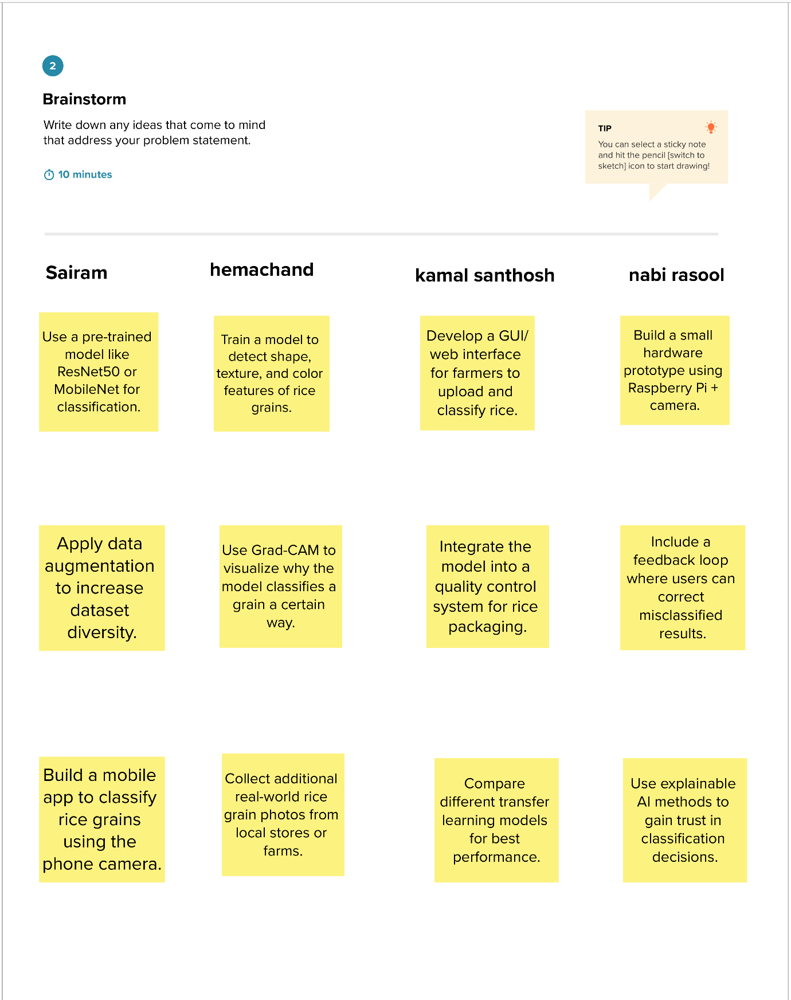 2
Brainstorm
Write down any ideas that come to mind
that address your problem statement.
10 minutes
TIP
You can select a sticky note
and hit the pencil [switch to
sketch] icon to start drawing!
Sairam
hemachand
kamal santhosh
nabi rasool
Use a pre-trained
model like
ResNet50 or
MobileNet for
classification.
Train a model to
detect shape,
texture, and color
features of rice
grains.
Develop a GUI/
web interface
for farmers to
upload and
classify rice.
Build a small
hardware
prototype using
Raspberry Pi +
camera.
Apply data
augmentation
to increase
dataset
diversity.
Use Grad-CAM to
visualize why the
model classifies a
grain a certain
way.
Integrate the
model into a
quality control
system for rice
packaging.
Include a
feedback loop
where users can
correct
misclassified
results.
Build a mobile
app to classify
rice grains
using the
phone camera.
Collect additional
real-world rice
grain photos from
local stores or
farms.
Compare
different transfer
learning models
for best
performance.
Use explainable
AI methods to
gain trust in
classification
decisions.